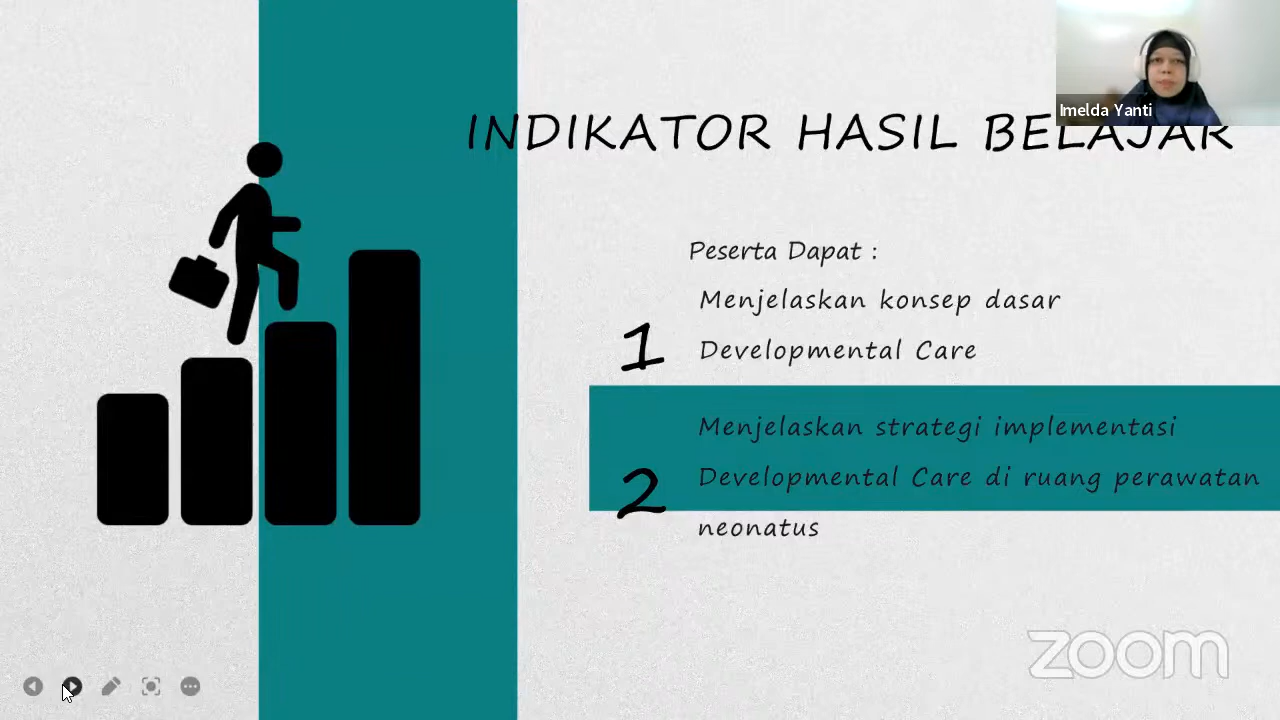 Imelda Yanti
INDIKATOR HASIL BELAJAR
Peserta Dapat :
1
Menjelaskan konsep dasar
Developmental Care
2
Menjelaskan strategi implementasi
Developmental Care di ruang perawatan
neonatus
zoom